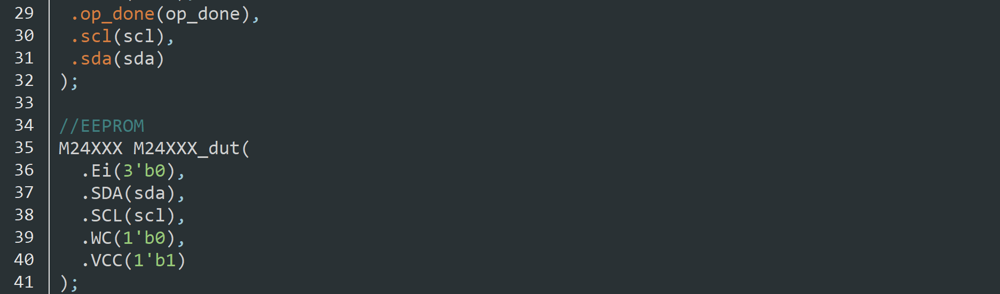 29 .op_done(op_done),
30 .scl(scl),
31 .sda(sda)
32 );
33
34 //EEPROM
35 M24XXX M24XXX_dut(
36 .Ei(3'b0),
37 .SDA(sda),
38 .SCL(scl),
39 .WC(1'b0),
40 .VCC(1'b1)
41 );